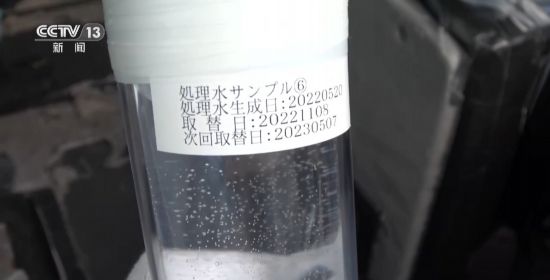 CCTV 13
新闻
処理水サンプル⑥
処理水生成日:20220520
取 替 日:20221108
次回取替日:20230507